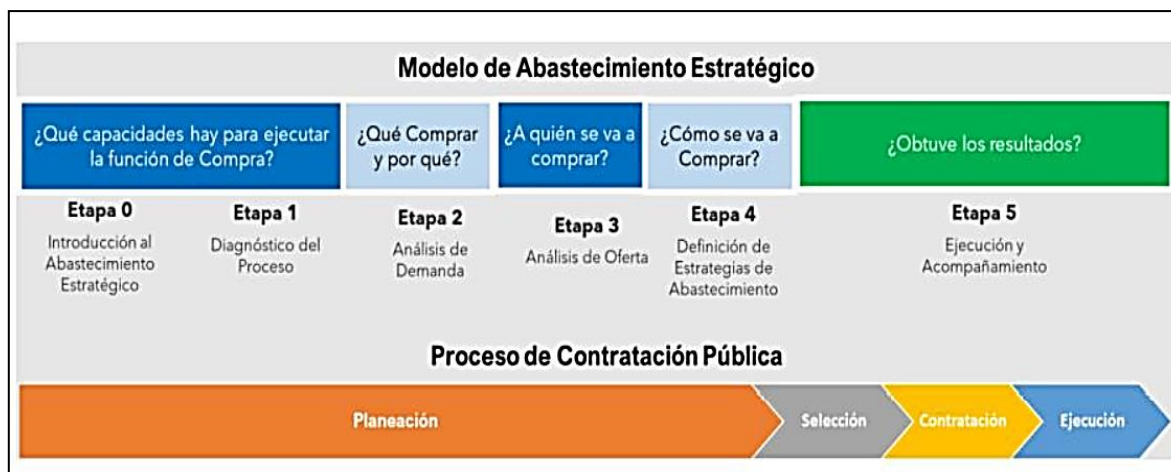 Modelo de Abastecimiento Estratégico
¿Qué capacidades hay para ejecutar
la función de Compra?
¿Qué Comprar
y por qué?
¿A quién se va a
comprar?
¿Cómo se va a
Comprar?
¿Obtuve los resultados?
Etapa 0
Introducción al
Abastecimiento
Estratégico
Etapa 1
Diagnóstico del
Proceso
Etapa 2
Análisis de
Demanda
Etapa 3
Análisis de Oferta
Etapa 4
Definición de
Estrategias de
Abastecimiento
Etapa 5
Ejecución y
Acompañamiento
Proceso de Contratación Pública
Planeación
Selección
Contratación
Ejecución